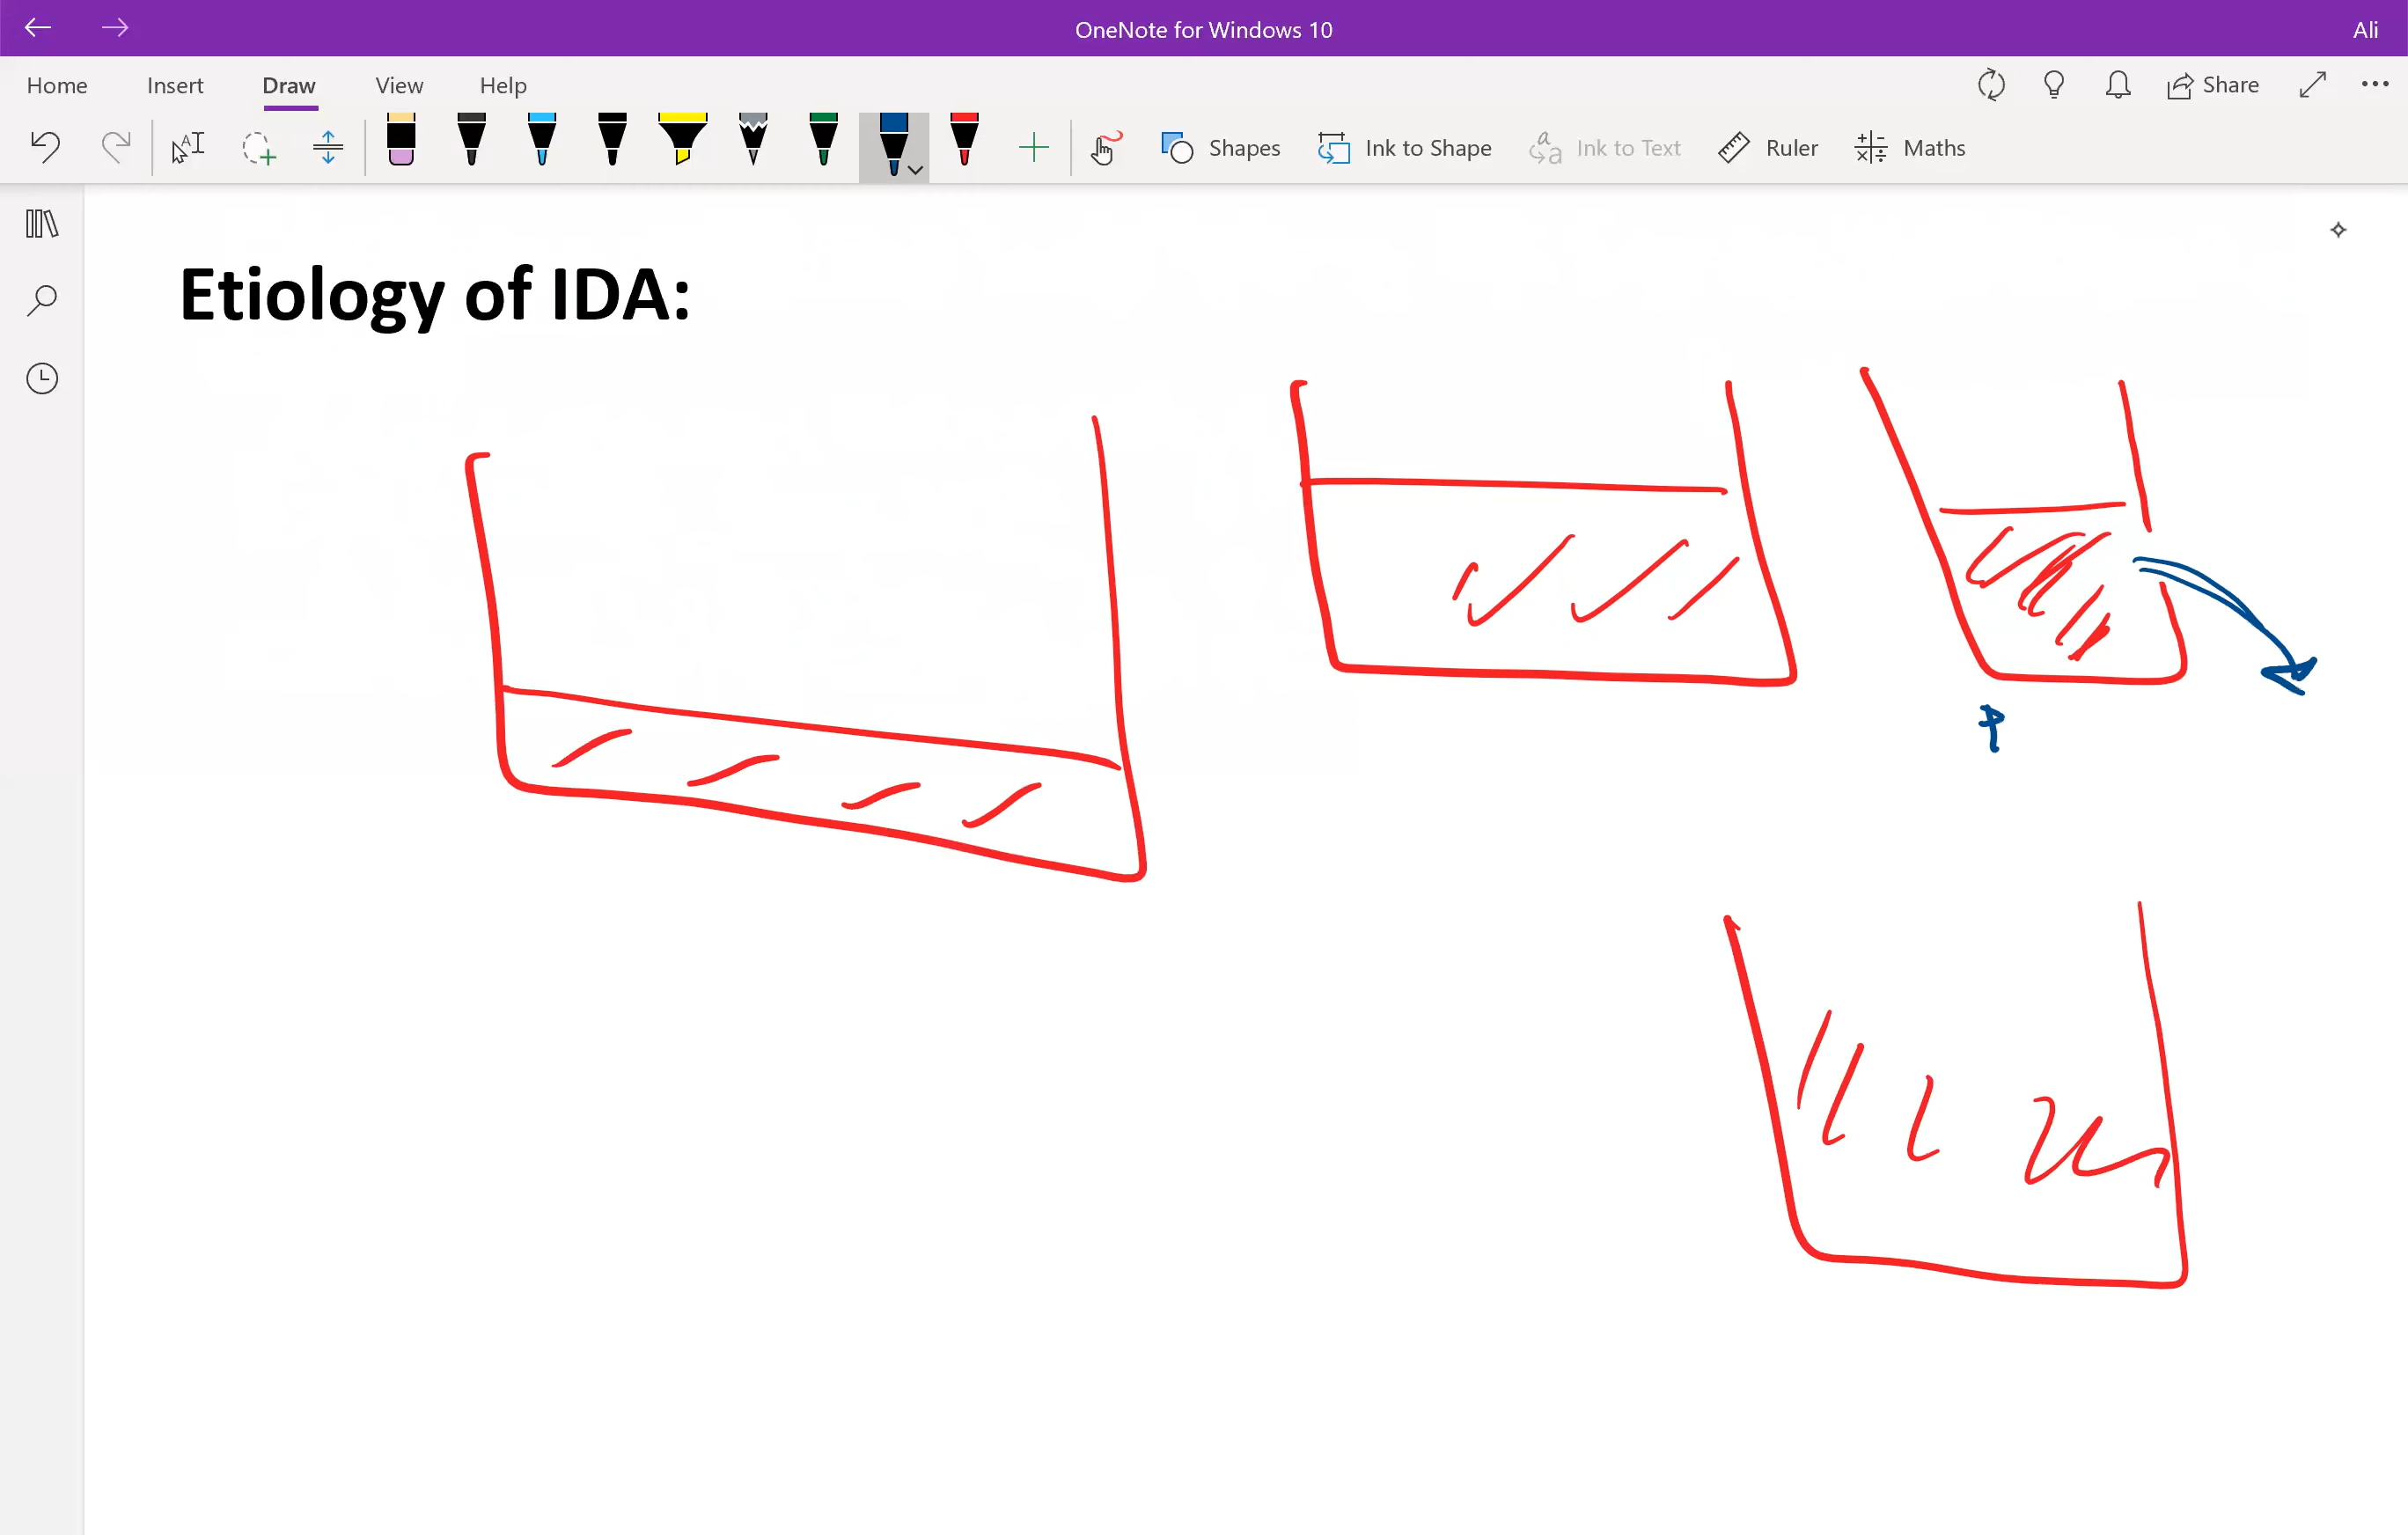 OneNote for Windows 10
Ali
Home Insert Draw View Help Share
Shapes Ink to Shape Ink to Text Ruler Maths
Etiology of IDA: